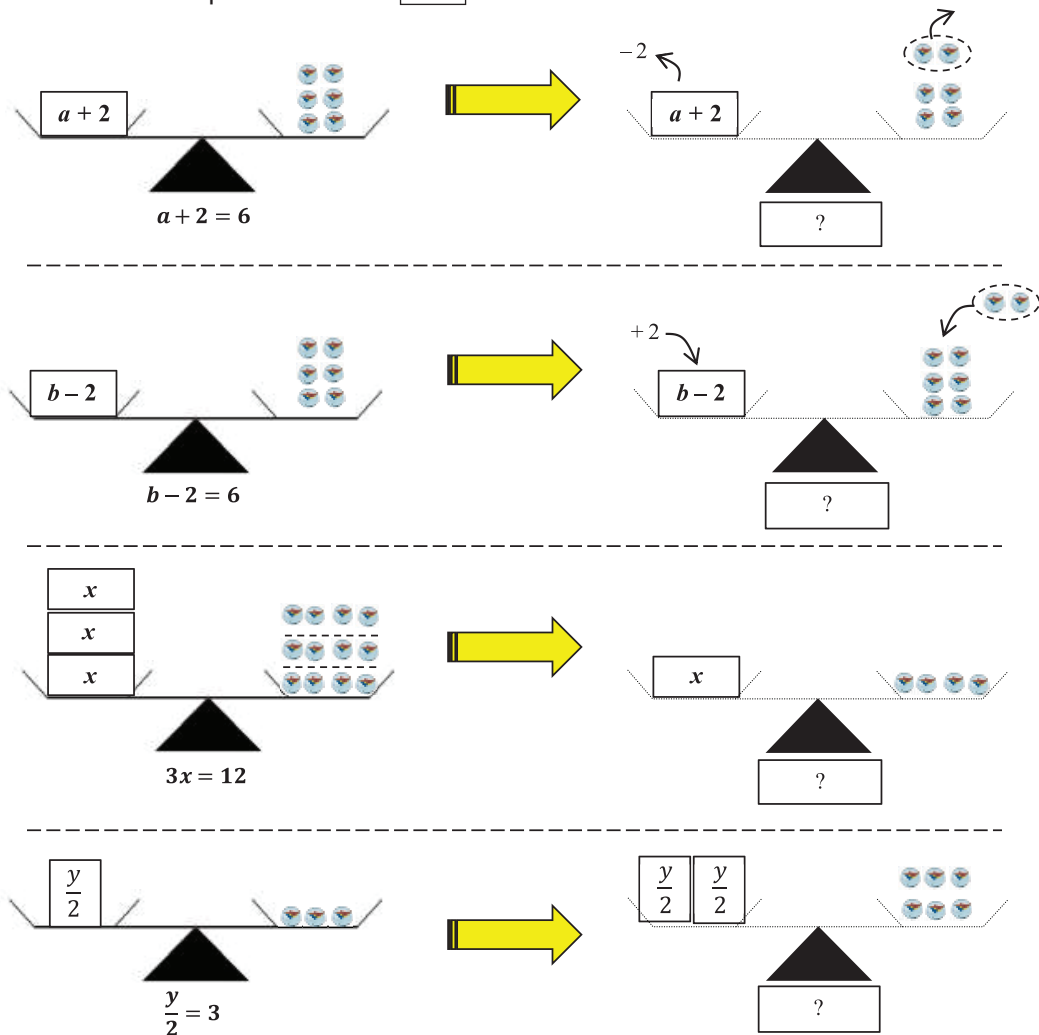 a + 2
a + 2 = 6
− 2
a + 2
?
b − 2
b − 2 = 6
+ 2
b − 2
?
x
x
x
3x = 12
x
?
y/2
y/2 = 3
y/2 y/2
?